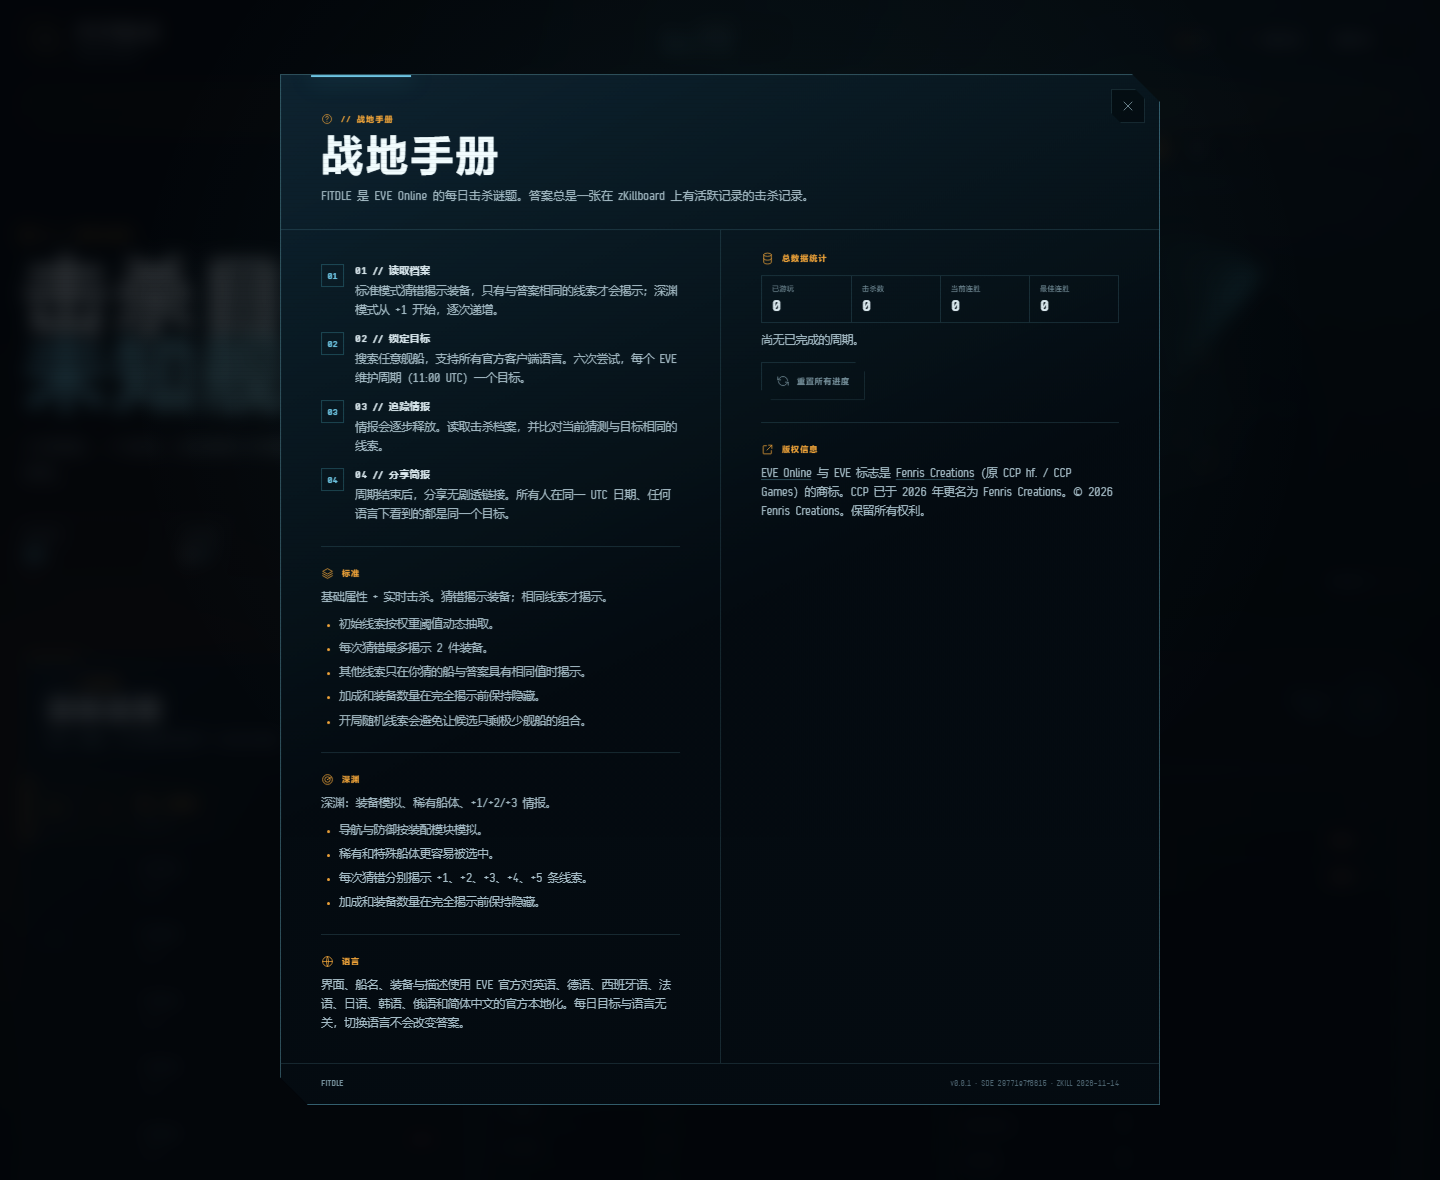 // 战地手册
战地手册
FITDLE 是 EVE Online 的每日击杀谜题。答案总是一张在 zKillboard 上有活跃记录的击杀记录。
01
01 // 读取档案
标准模式猜错揭示装备，只有与答案相同的线索才会揭示；深渊
模式从 +1 开始，逐次递增。
02
02 // 锁定目标
搜索任意舰船，支持所有官方客户端语言。六次尝试，每个 EVE
维护周期 (11:00 UTC) 一个目标。
03
03 // 追踪情报
情报会逐步释放。读取击杀档案，并比对当前猜测与目标相同的
线索。
04
04 // 分享简报
周期结束后，分享无剧透链接。所有人在同一 UTC 日期、任何
语言下看到的都是同一个目标。
标准
基础属性 + 实时击杀。猜错揭示装备；相同线索才揭示。
初始线索按权重阈值动态抽取。
每次猜错最多揭示 2 件装备。
其他线索只在你猜的船与答案具有相同值时揭示。
加成和装备数量在完全揭示前保持隐藏。
开局随机线索会避免让候选只剩极少舰船的组合。
深渊
深渊：装备模拟、稀有船体、+1/+2/+3 情报。
导航与防御按装配模块模拟。
稀有和特殊船体更容易被选中。
每次猜错分别揭示 +1、+2、+3、+4、+5 条线索。
加成和装备数量在完全揭示前保持隐藏。
语言
界面、船名、装备与描述使用 EVE 官方对英语、德语、西班牙语、法
语、日语、韩语、俄语和简体中文的官方本地化。每日目标与语言无
关，切换语言不会改变答案。
总数据统计
已游玩
0
击杀数
0
当前连胜
0
最佳连胜
0
尚无已完成的周期。
重置所有进度
版权信息
EVE Online 与 EVE 标志是 Fenris Creations (原 CCP hf. / CCP
Games) 的商标。CCP 已于 2026 年更名为 Fenris Creations。© 2026
Fenris Creations。保留所有权利。
FITDLE